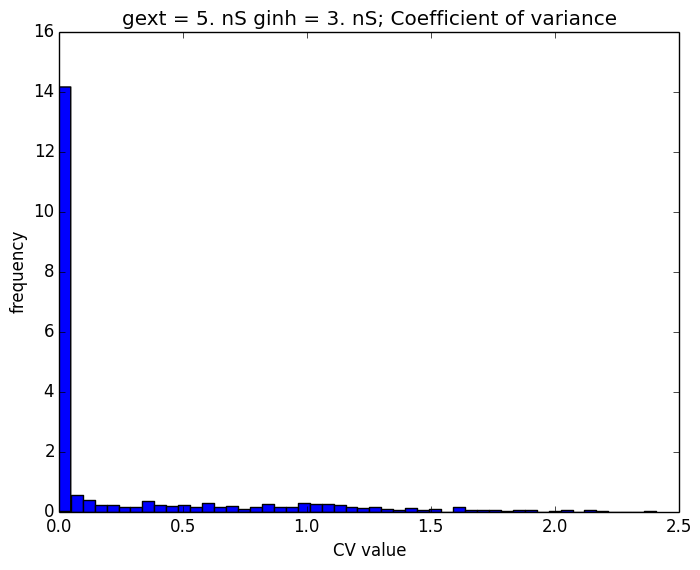 gext = 5. nS ginh = 3. nS; Coefficient of variance
16
14
12
10
8
6
4
2
0
frequency
0.0 0.5 1.0 1.5 2.0 2.5
CV value